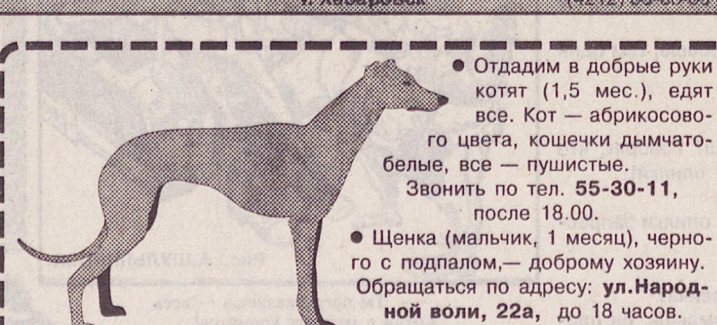 г. Хабаровск
• Отдадим в добрые руки
котят (1,5 мес.), едят
все. Кот — абрикосово-
го цвета, кошечки дымчато-
белые, все — пушистые.
Звонить по тел. 55-30-11,
после 18.00.
• Щенка (мальчик, 1 месяц), черно-
го с подпалом,— доброму хозяину.
Обращаться по адресу: ул.Народ-
ной воли, 22а, до 18 часов.